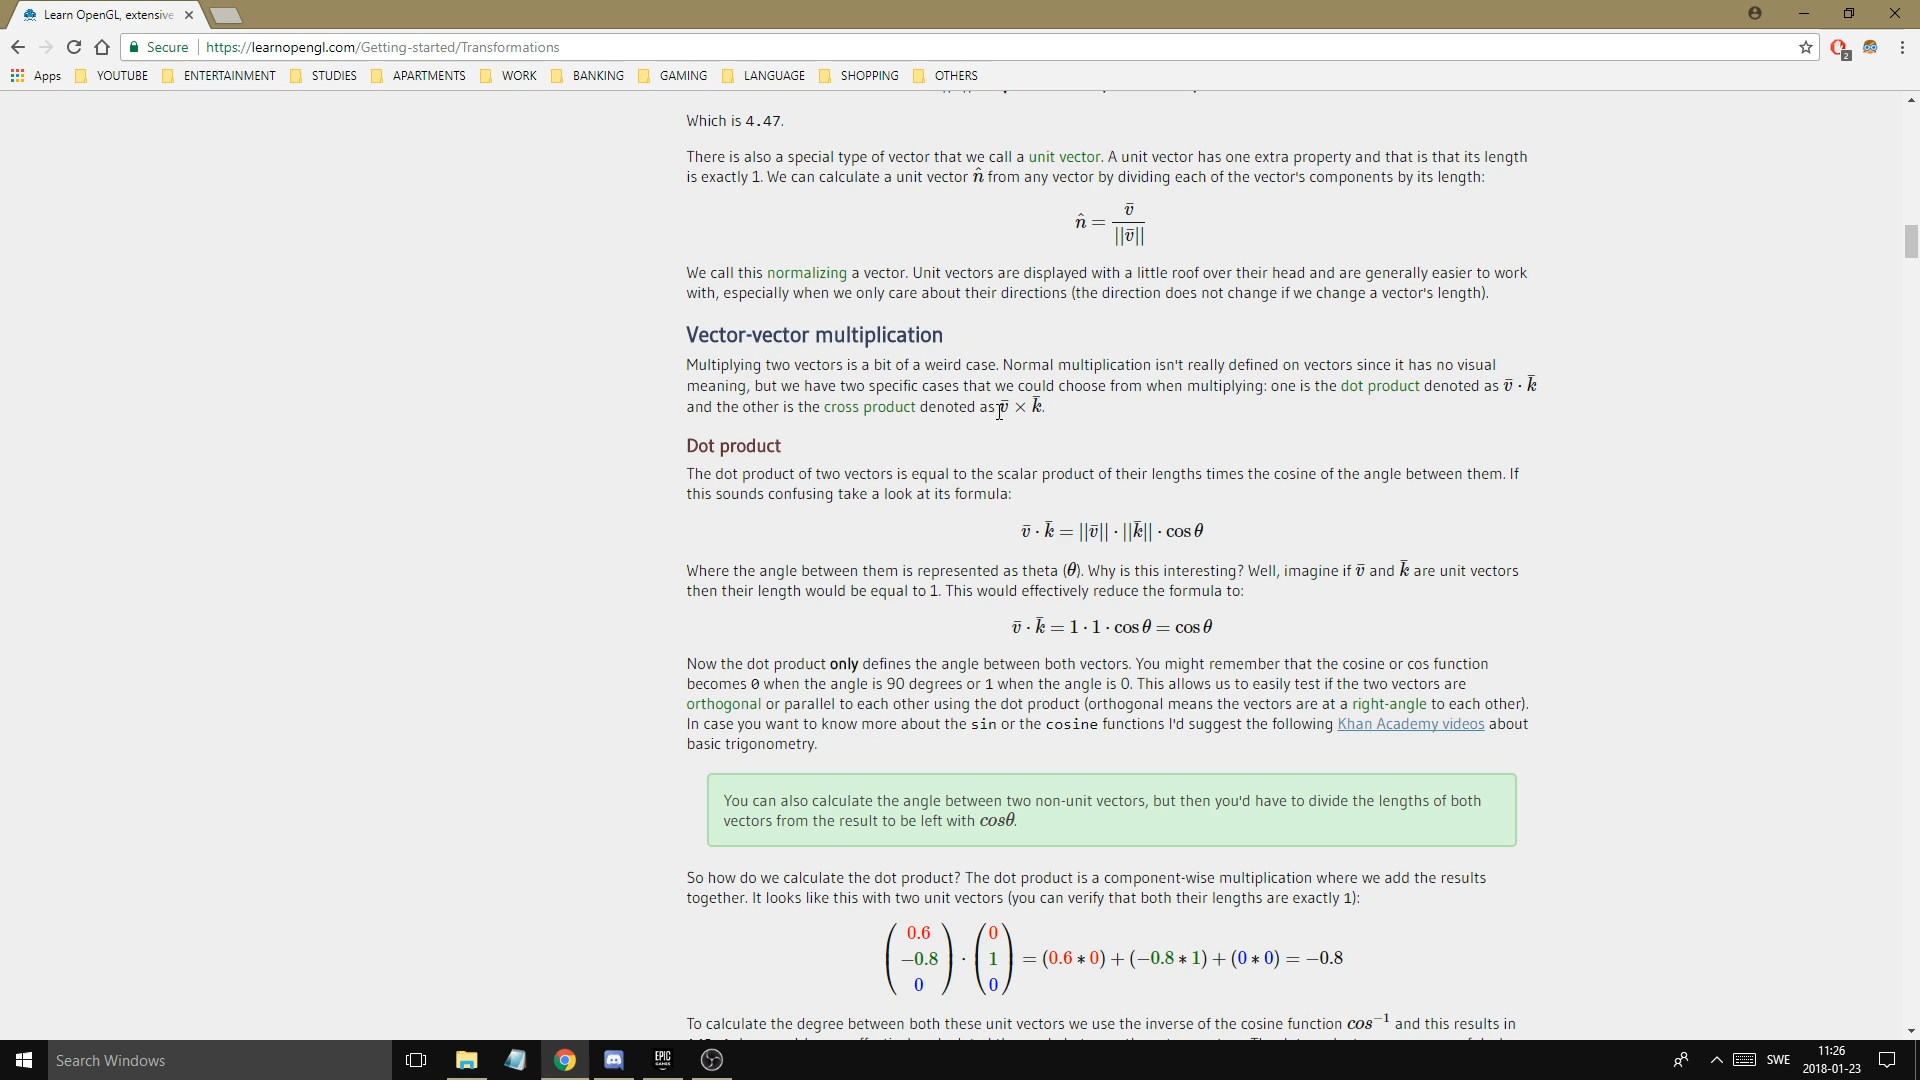 Learn OpenGL, extensive
Secure https://learnopengl.com/Getting-started/Transformations
2
Apps YOUTUBE ENTERTAINMENT STUDIES APARTMENTS WORK BANKING GAMING LANGUAGE SHOPPING OTHERS
Which is 4.47.
There is also a special type of vector that we call a unit vector. A unit vector has one extra property and that is that its length
is exactly 1. We can calculate a unit vector n̂ from any vector by dividing each of the vector's components by its length:
n̂ = v̄ / ||v̄||
We call this normalizing a vector. Unit vectors are displayed with a little roof over their head and are generally easier to work
with, especially when we only care about their directions (the direction does not change if we change a vector's length).
Vector-vector multiplication
Multiplying two vectors is a bit of a weird case. Normal multiplication isn't really defined on vectors since it has no visual
meaning, but we have two specific cases that we could choose from when multiplying: one is the dot product denoted as v̄ · k̄
and the other is the cross product denoted as v̄ × k̄.
Dot product
The dot product of two vectors is equal to the scalar product of their lengths times the cosine of the angle between them. If
this sounds confusing take a look at its formula:
v̄ · k̄ = ||v̄|| · ||k̄|| · cos θ
Where the angle between them is represented as theta (θ). Why is this interesting? Well, imagine if v̄ and k̄ are unit vectors
then their length would be equal to 1. This would effectively reduce the formula to:
v̄ · k̄ = 1 · 1 · cos θ = cos θ
Now the dot product only defines the angle between both vectors. You might remember that the cosine or cos function
becomes 0 when the angle is 90 degrees or 1 when the angle is 0. This allows us to easily test if the two vectors are
orthogonal or parallel to each other using the dot product (orthogonal means the vectors are at a right-angle to each other).
In case you want to know more about the sin or the cosine functions I'd suggest the following Khan Academy videos about
basic trigonometry.
You can also calculate the angle between two non-unit vectors, but then you'd have to divide the lengths of both
vectors from the result to be left with cosθ.
So how do we calculate the dot product? The dot product is a component-wise multiplication where we add the results
together. It looks like this with two unit vectors (you can verify that both their lengths are exactly 1):
(0.6 −0.8 0) · (0 1 0) = (0.6 ∗ 0) + (−0.8 ∗ 1) + (0 ∗ 0) = −0.8
To calculate the degree between both these unit vectors we use the inverse of the cosine function cos⁻¹ and this results in
Search Windows
EPIC GAMES
SWE
11:26
2018-01-23